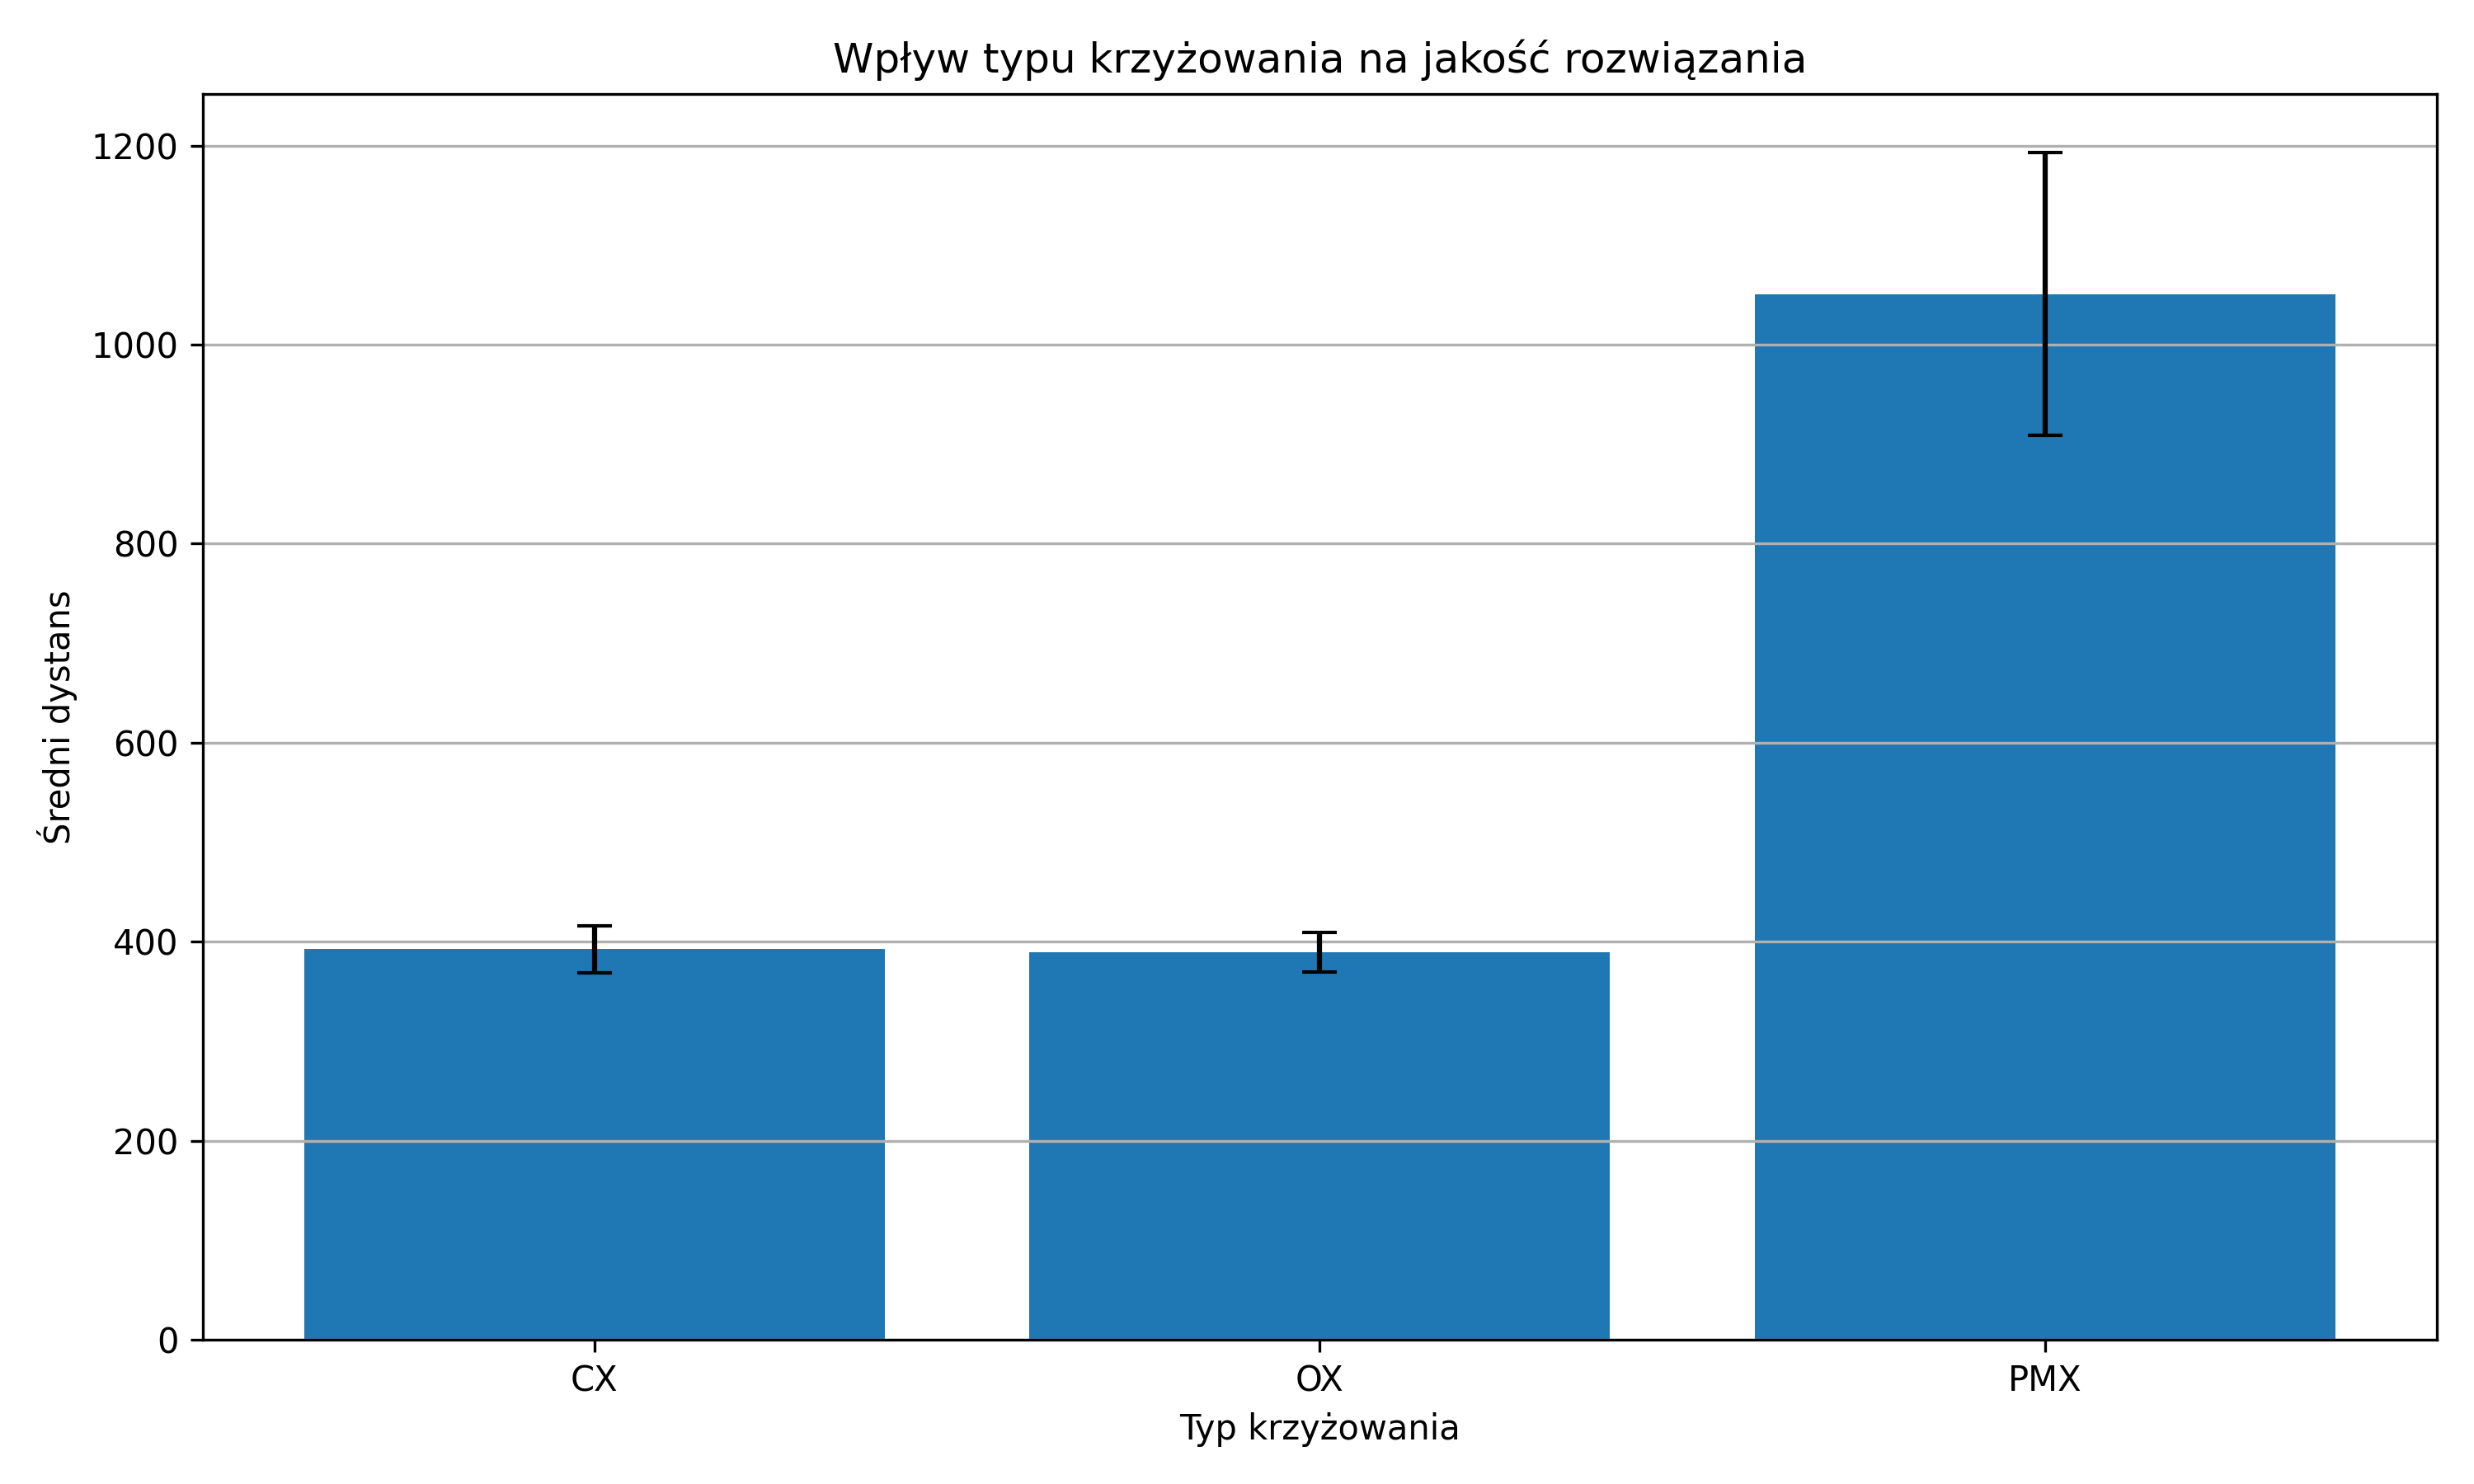 Wpływ typu krzyżowania na jakość rozwiązania
1200
1000
800
600
400
200
0
Średni dystans
CX
OX
PMX
Typ krzyżowania